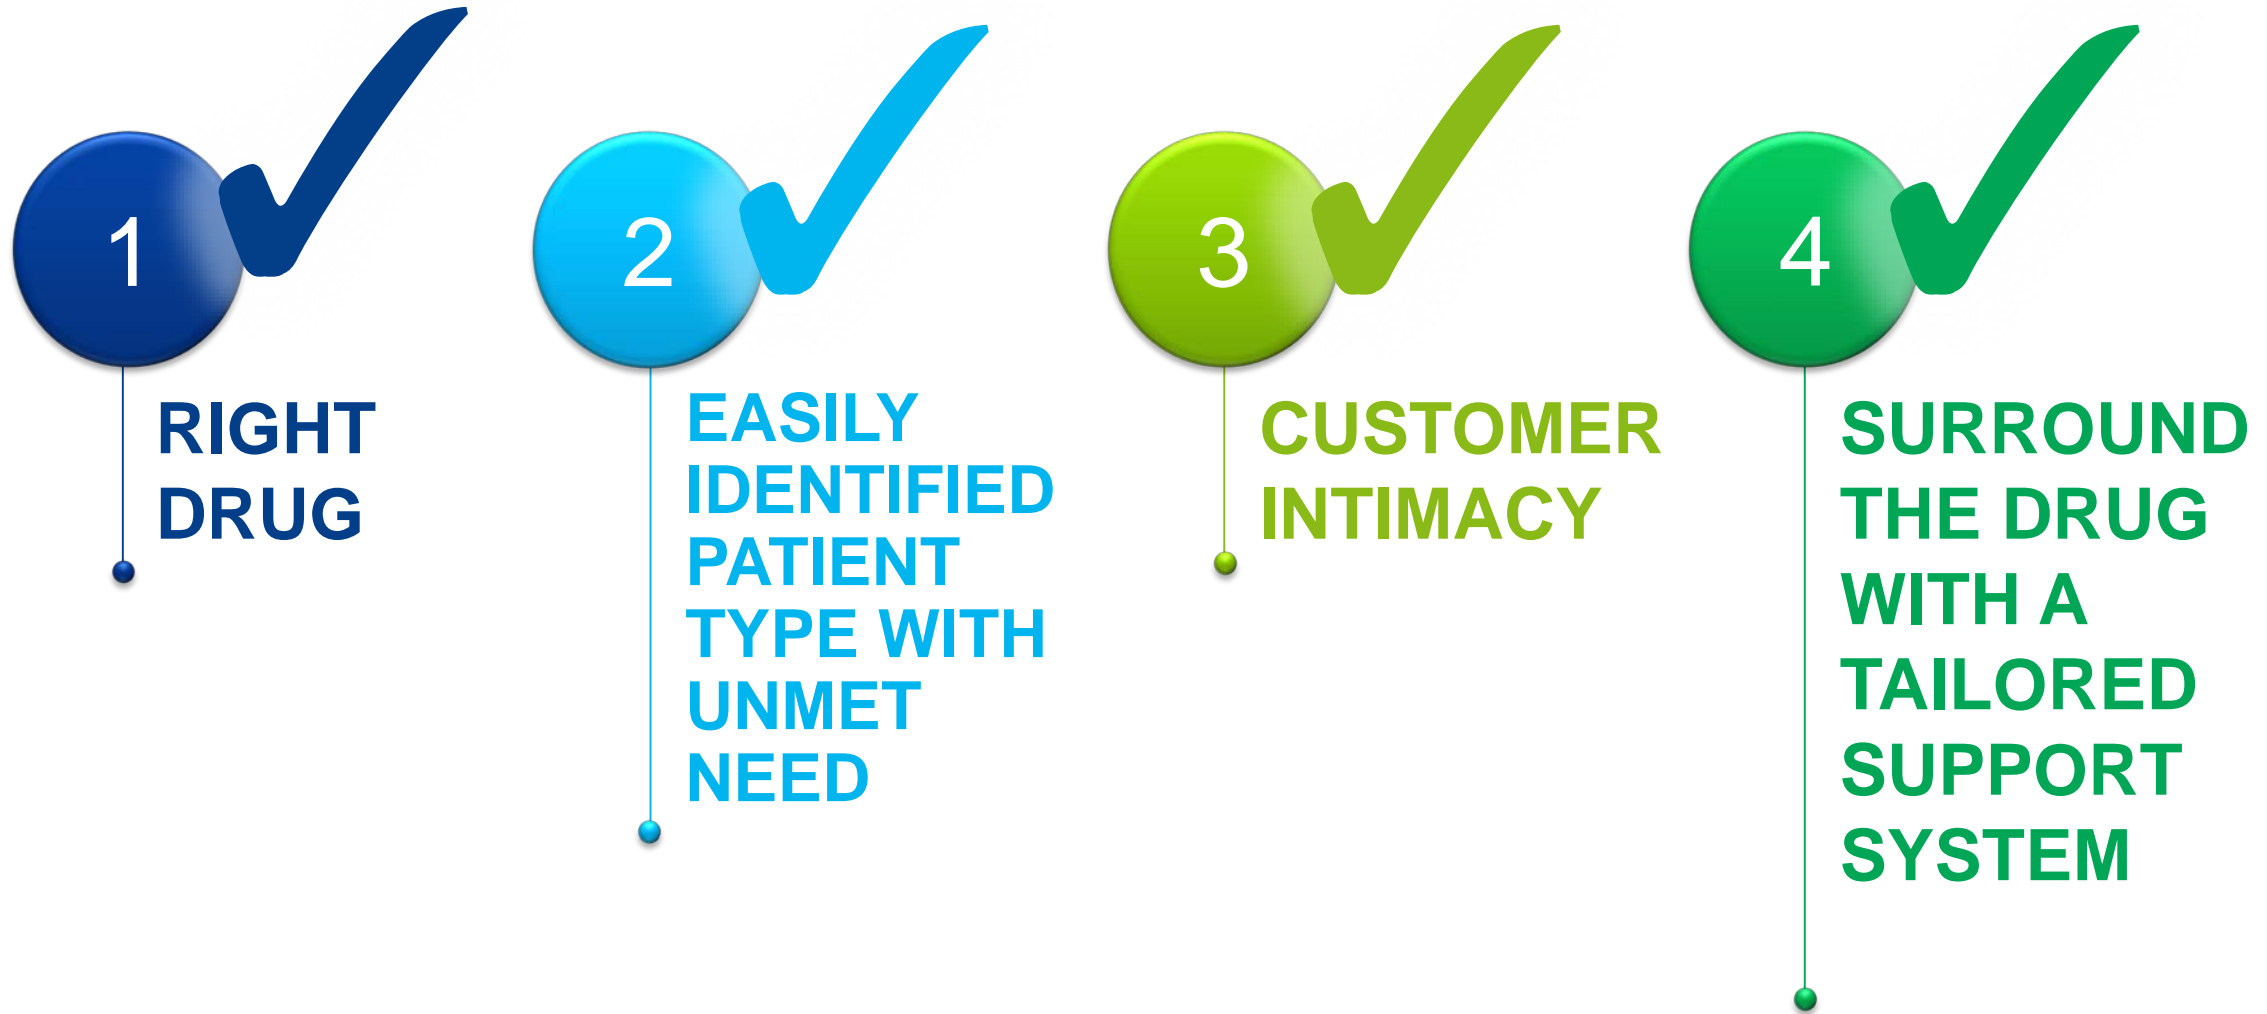 1
RIGHT
DRUG
2
EASILY
IDENTIFIED
PATIENT
TYPE WITH
UNMET
NEED
3
CUSTOMER
INTIMACY
4
SURROUND
THE DRUG
WITH A
TAILORED
SUPPORT
SYSTEM